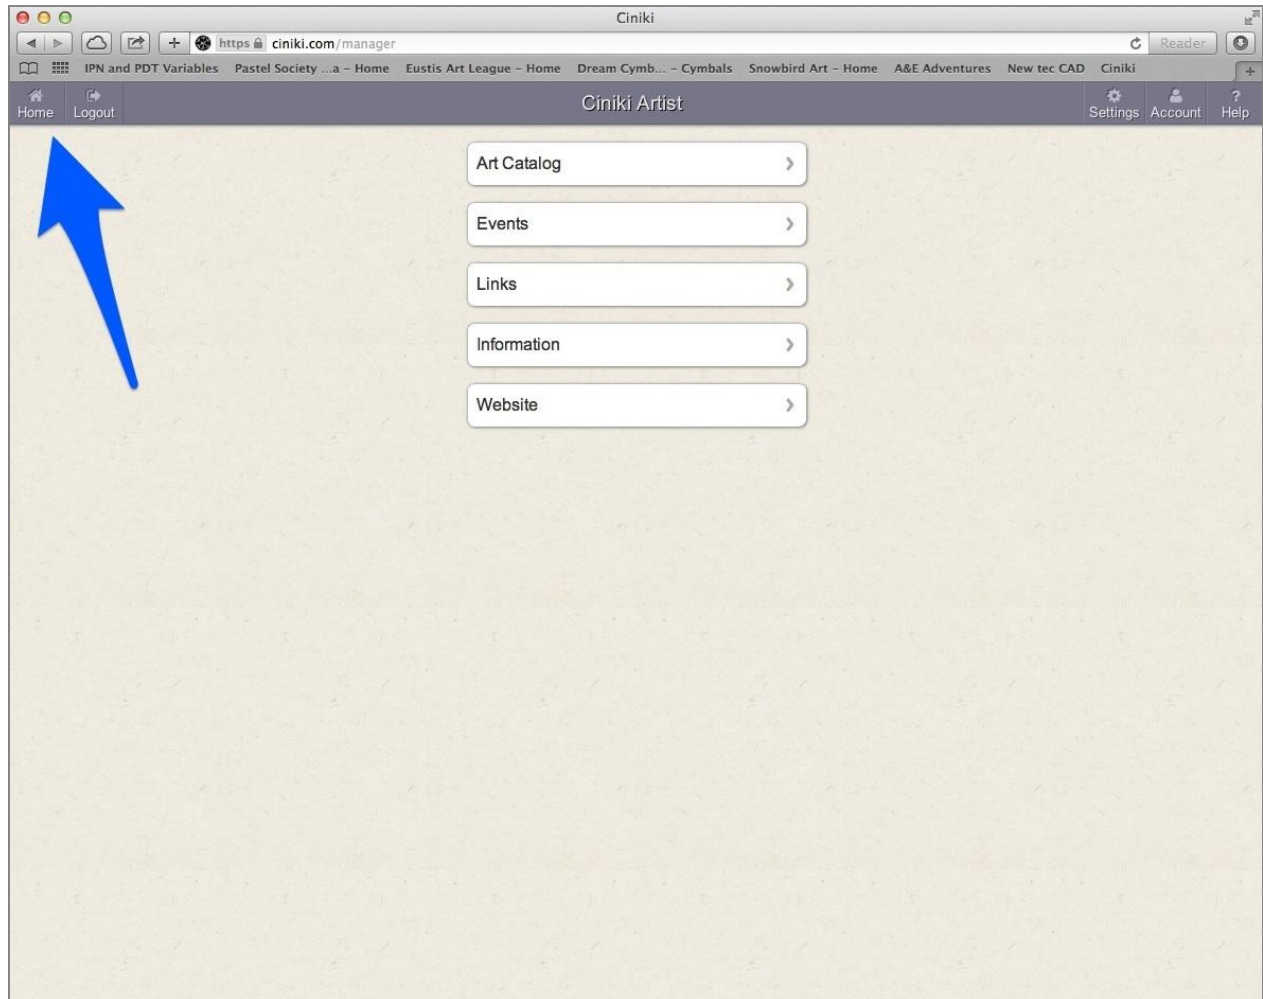 Ciniki
https ciniki.com/manager Reader
IPN and PDT Variables Pastel Society ...a – Home Eustis Art League – Home Dream Cymb... – Cymbals Snowbird Art – Home A&E Adventures New tec CAD Ciniki
Home Logout Ciniki Artist Settings Account ? Help
Art Catalog
Events
Links
Information
Website